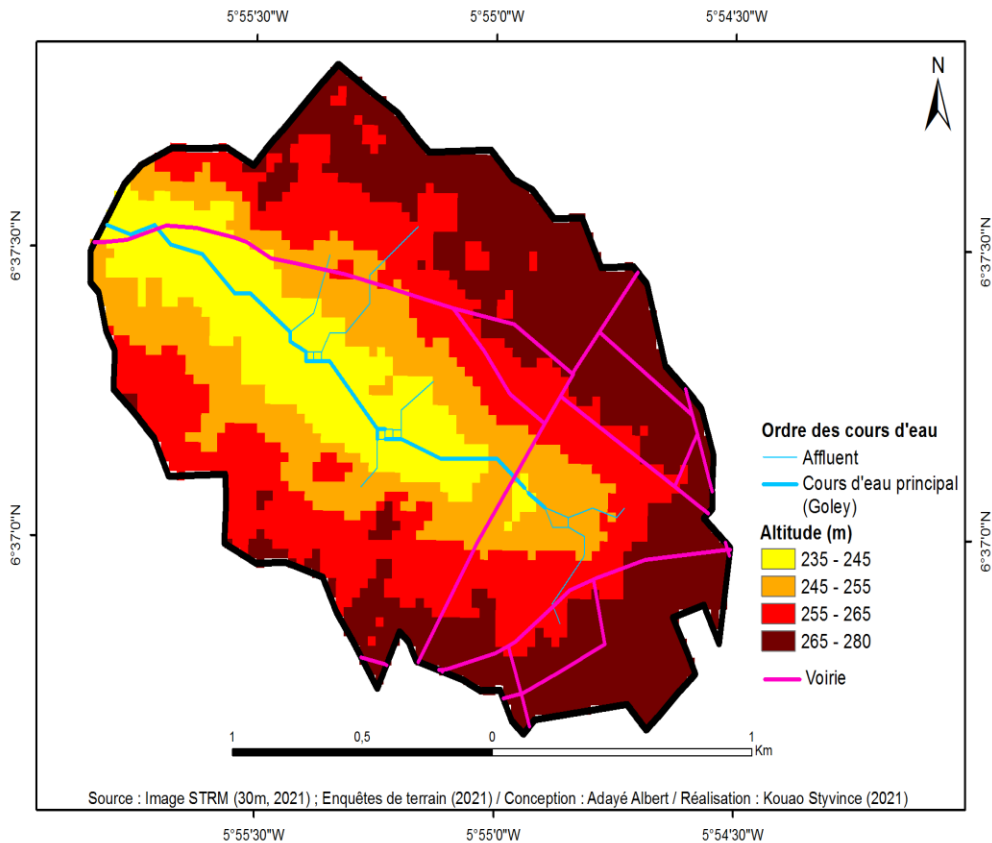 5°55'30"W 5°55'0"W 5°54'30"W
N
6°37'30"N
6°37'30"N
6°37'0"N
6°37'0"N
Ordre des cours d'eau
Affluent
Cours d'eau principal
(Goley)
Altitude (m)
235 - 245
245 - 255
255 - 265
265 - 280
Voirie
1 0,5 0 1
Km
Source : Image STRM (30m, 2021) ; Enquêtes de terrain (2021) / Conception : Adayé Albert / Réalisation : Kouao Styvince (2021)
5°55'30"W 5°55'0"W 5°54'30"W